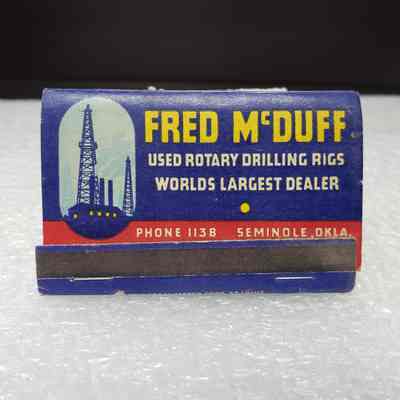 FRED McDUFF
USED ROTARY DRILLING RIGS
WORLDS LARGEST DEALER
PHONE 1138 SEMINOLE, OKLA.